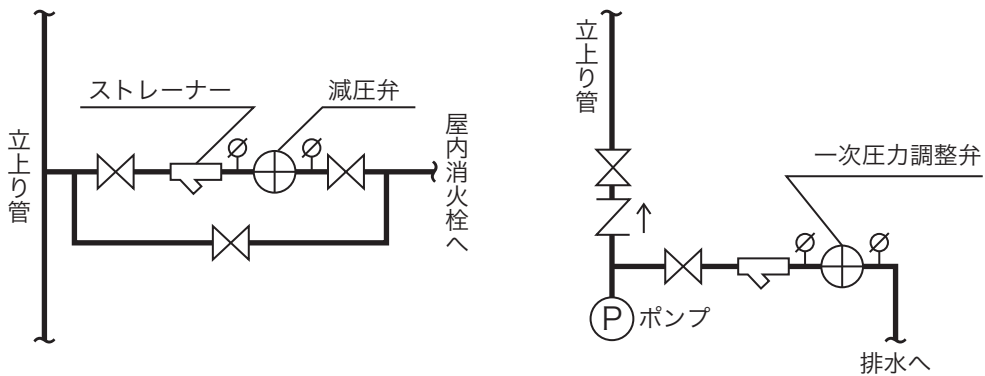 ストレーナー
減圧弁
立上り管
屋内消火栓へ
立上り管
一次圧力調整弁
P
ポンプ
排水へ